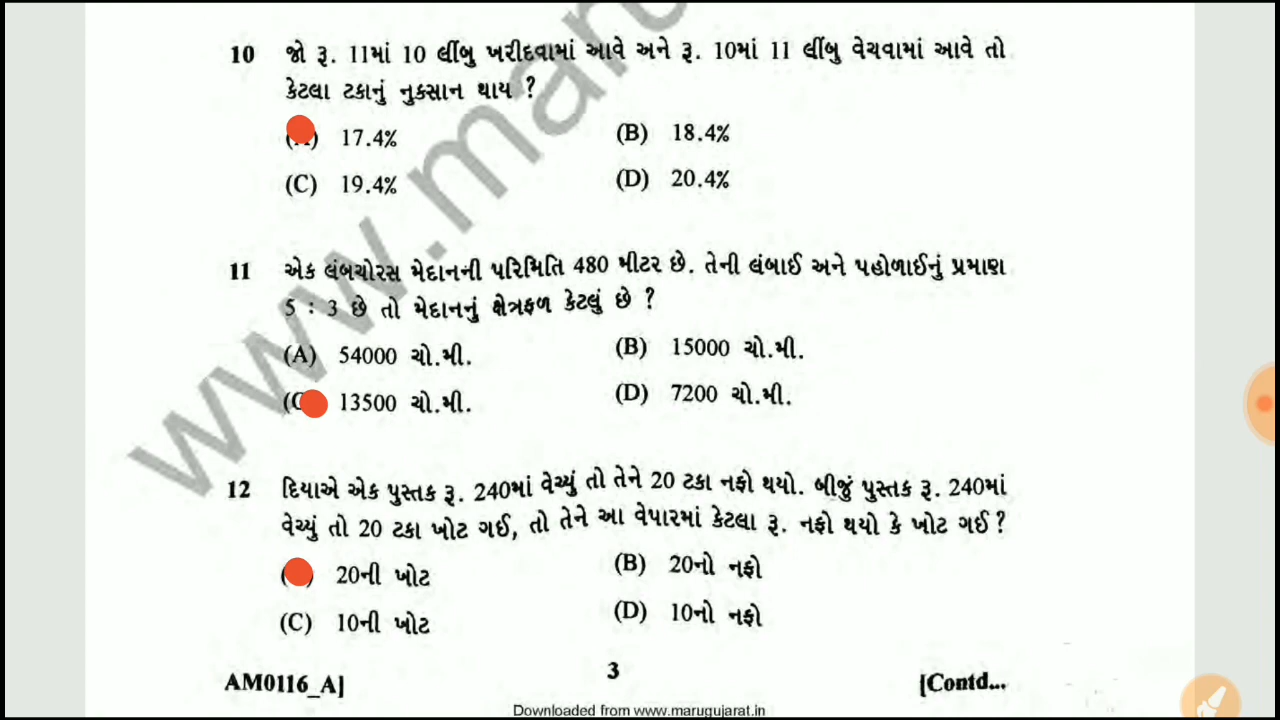 10 જો રૂ. 11માં 10 લીંબુ ખરીદવામાં આવે અને રૂ. 10માં 11 લીંબુ વેચવામાં આવે તો
કેટલા ટકાનું નુકસાન થાય ?
17.4% (B) 18.4%
(C) 19.4% (D) 20.4%
11 એક લંબચોરસ મેદાનની પરિમિતિ 480 મીટર છે. તેની લંબાઈ અને પહોળાઈનું પ્રમાણ
5 : 3 છે તો મેદાનનું ક્ષેત્રફળ કેટલું છે ?
(A) 54000 ચો.મી. (B) 15000 ચો.મી.
13500 ચો.મી. (D) 7200 ચો.મી.
12 દિયાએ એક પુસ્તક રૂ. 240માં વેચ્યું તો તેને 20 ટકા નફો થયો. બીજું પુસ્તક રૂ. 240માં
વેચ્યું તો 20 ટકા ખોટ ગઈ, તો તેને આ વેપારમાં કેટલા રૂ. નફો થયો કે ખોટ ગઈ ?
20ની ખોટ (B) 20નો નફો
(C) 10ની ખોટ (D) 10નો નફો
AM0116_A] 3 [Contd...
Downloaded from www.marugujarat.in
www.maru